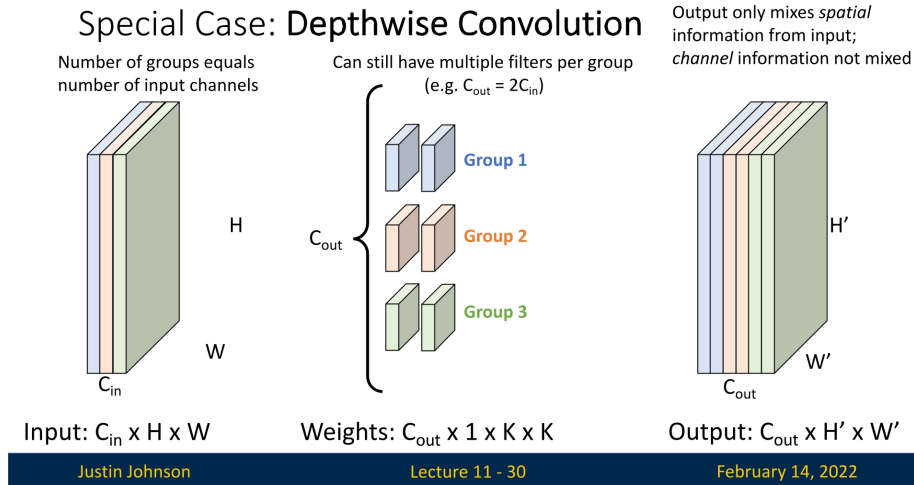 Special Case: Depthwise Convolution
Output only mixes spatial
information from input;
channel information not mixed
Number of groups equals
number of input channels
Can still have multiple filters per group
(e.g. Cout = 2Cin)
H
W
Cin
Cout
Group 1
Group 2
Group 3
H’
W’
Cout
Input: Cin x H x W
Weights: Cout x 1 x K x K
Output: Cout x H’ x W’
Justin Johnson
Lecture 11 - 30
February 14, 2022